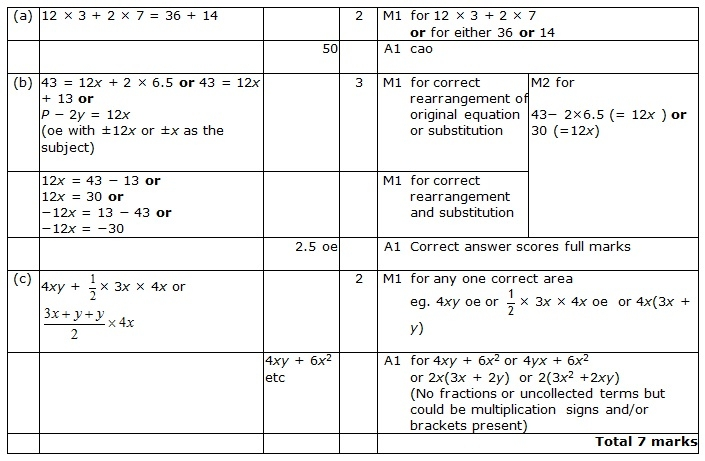 (a) 12 × 3 + 2 × 7 = 36 + 14 2 M1 for 12 × 3 + 2 × 7
or for either 36 or 14
50 A1 cao
(b) 43 = 12x + 2 × 6.5 or 43 = 12x
+ 13 or
P − 2y = 12x
(oe with ±12x or ±x as the
subject)
3 M1 for correct
rearrangement of
original equation
or substitution
M2 for
43− 2×6.5 (= 12x ) or
30 (=12x)
12x = 43 − 13 or
12x = 30 or
−12x = 13 − 43 or
−12x = −30
M1 for correct
rearrangement
and substitution
2.5 oe A1 Correct answer scores full marks
(c) 4xy + 1/2 × 3x × 4x or
(3x + y + y)/2 × 4x
2 M1 for any one correct area
eg. 4xy oe or 1/2 × 3x × 4x oe or 4x(3x +
y)
4xy + 6x²
etc
A1 for 4xy + 6x² or 4yx + 6x²
or 2x(3x + 2y) or 2(3x² +2xy)
(No fractions or uncollected terms but
could be multiplication signs and/or
brackets present)
Total 7 marks